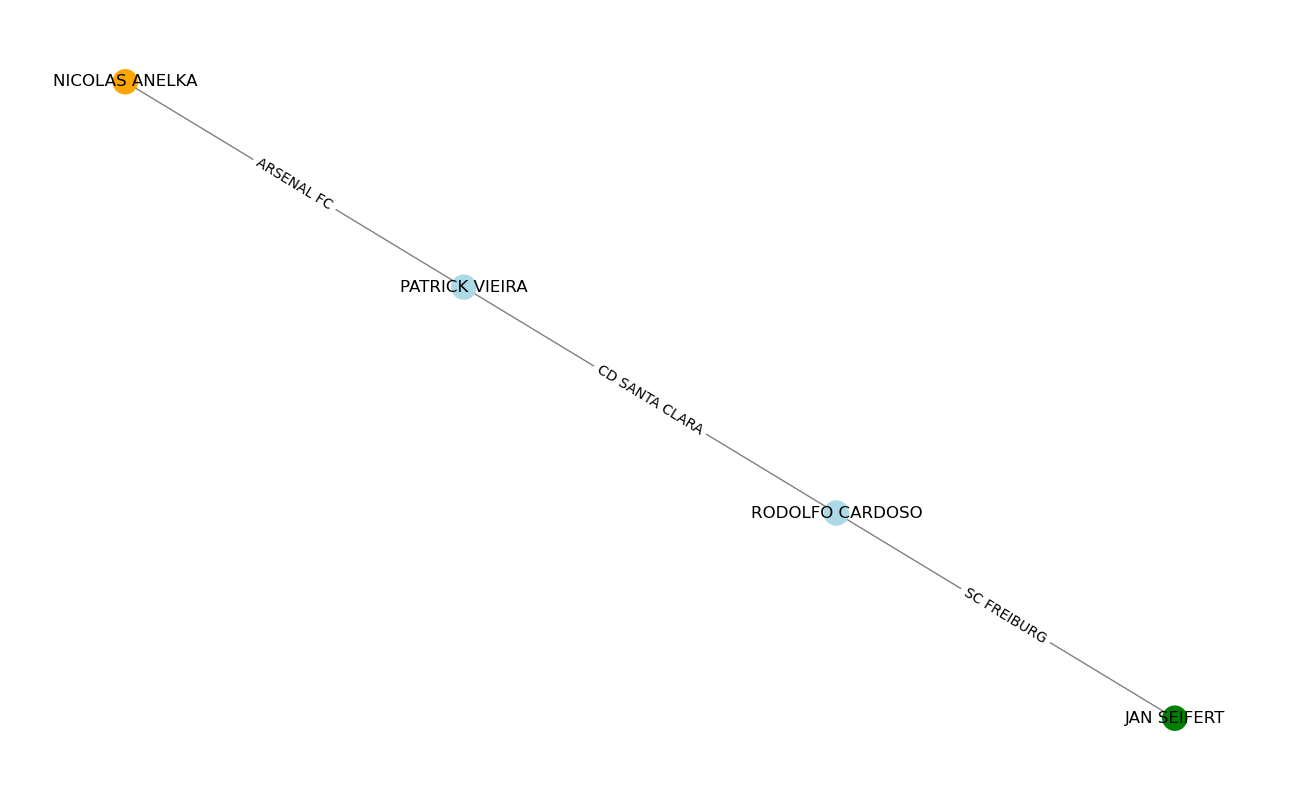 NICOLAS ANELKA
ARSENAL FC
PATRICK VIEIRA
CD SANTA CLARA
RODOLFO CARDOSO
SC FREIBURG
JAN SEIFERT